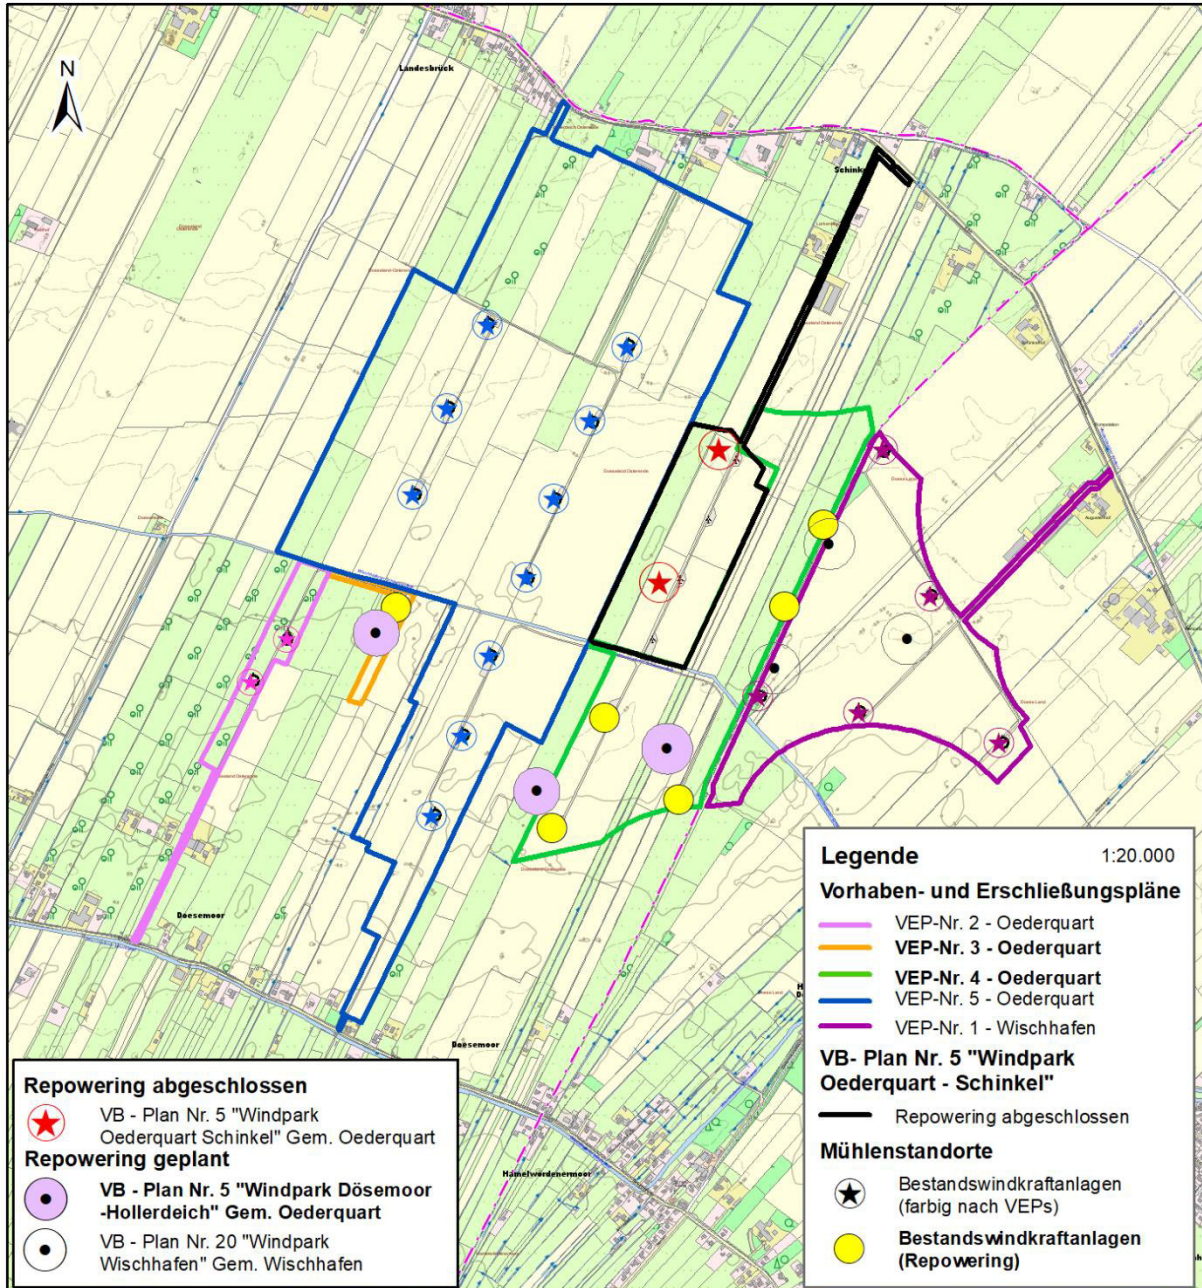 N
Landesbrück
Schink
Doesemoor
Doesemoor
Hamelwördenermoor
Legende
1:20.000
Vorhaben- und Erschließungspläne
VEP-Nr. 2 - Oederquart
VEP-Nr. 3 - Oederquart
VEP-Nr. 4 - Oederquart
VEP-Nr. 5 - Oederquart
VEP-Nr. 1 - Wischhafen
VB- Plan Nr. 5 "Windpark
Oederquart - Schinkel"
Repowering abgeschlossen
Mühlenstandorte
Bestandswindkraftanlagen
(farbig nach VEPs)
Bestandswindkraftanlagen
(Repowering)
Repowering abgeschlossen
VB - Plan Nr. 5 "Windpark
Oederquart Schinkel" Gem. Oederquart
Repowering geplant
VB - Plan Nr. 5 "Windpark Dösemoor
-Hollerdeich" Gem. Oederquart
VB - Plan Nr. 20 "Windpark
Wischhafen" Gem. Wischhafen